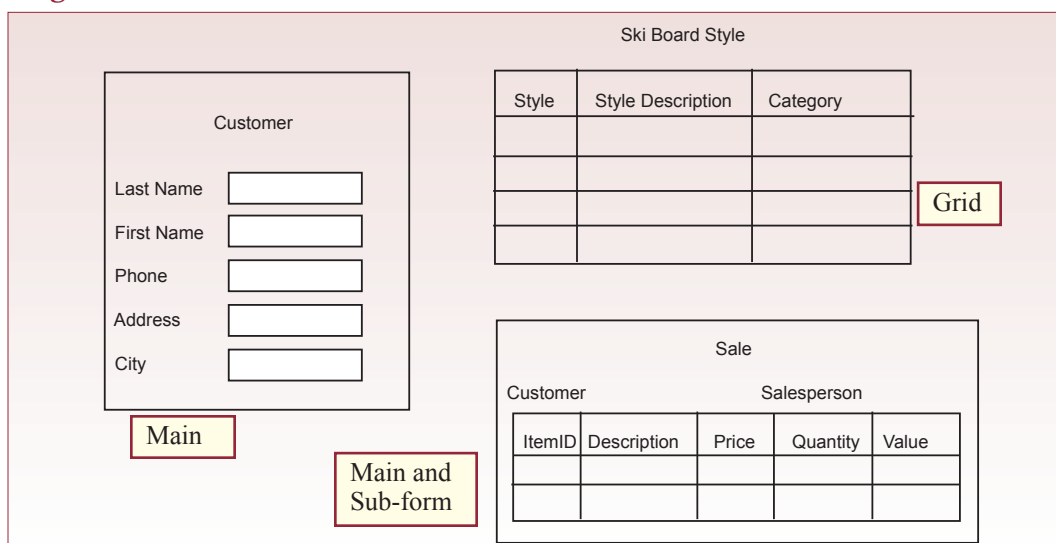 Customer
Last Name
First Name
Phone
Address
City
Main
Ski Board Style
Style Style Description Category
Grid
Sale
Customer Salesperson
ItemID Description Price Quantity Value
Main and
Sub-form